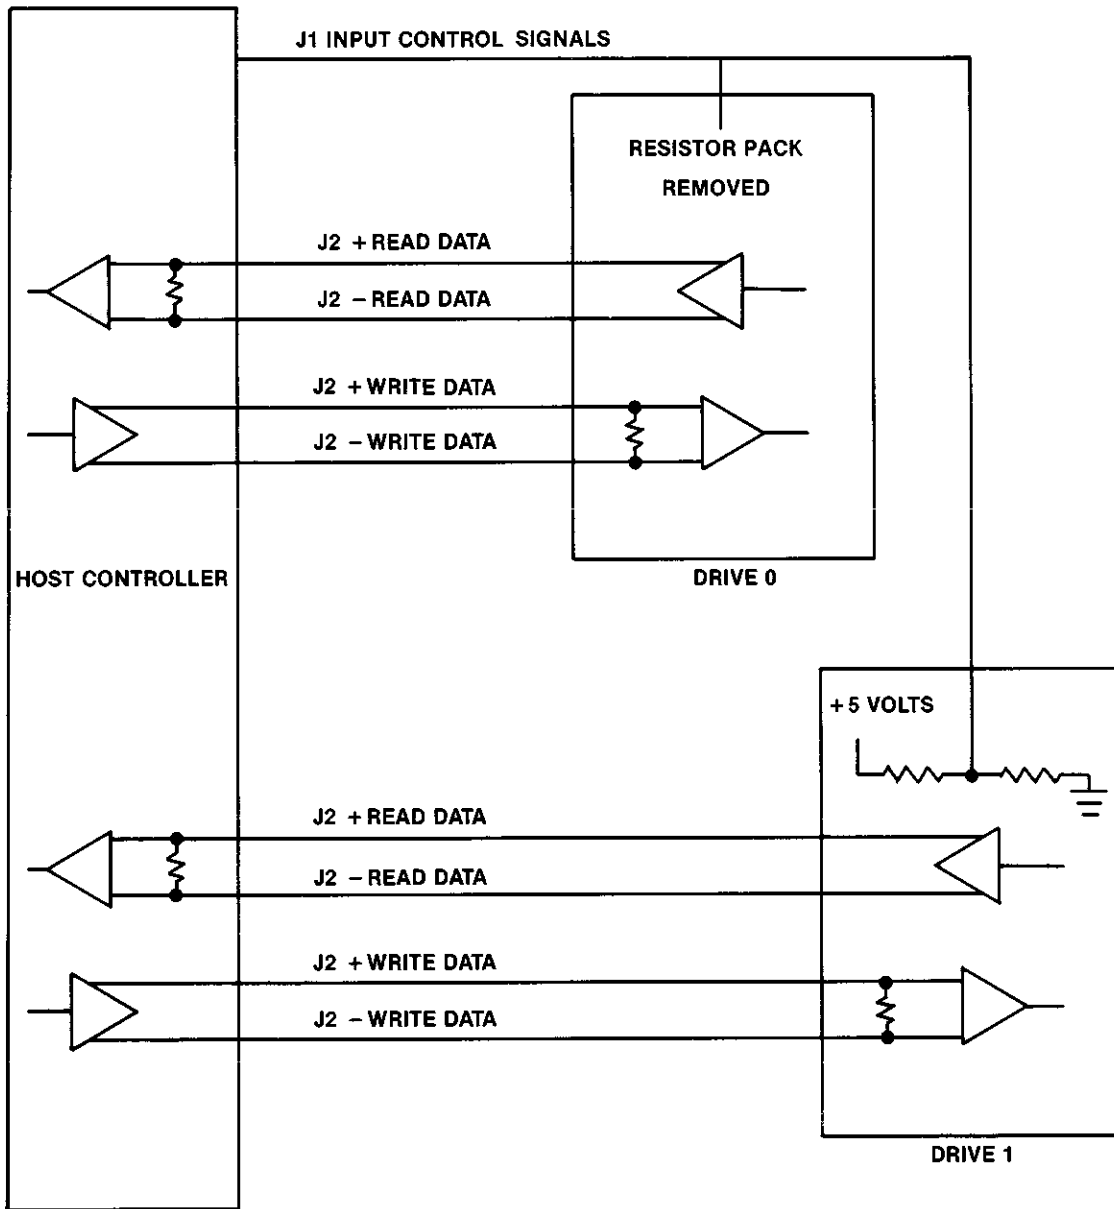 J1 INPUT CONTROL SIGNALS
RESISTOR PACK
REMOVED
J2 + READ DATA
J2 − READ DATA
J2 + WRITE DATA
J2 − WRITE DATA
HOST CONTROLLER
DRIVE 0
+ 5 VOLTS
J2 + READ DATA
J2 − READ DATA
J2 + WRITE DATA
J2 − WRITE DATA
DRIVE 1